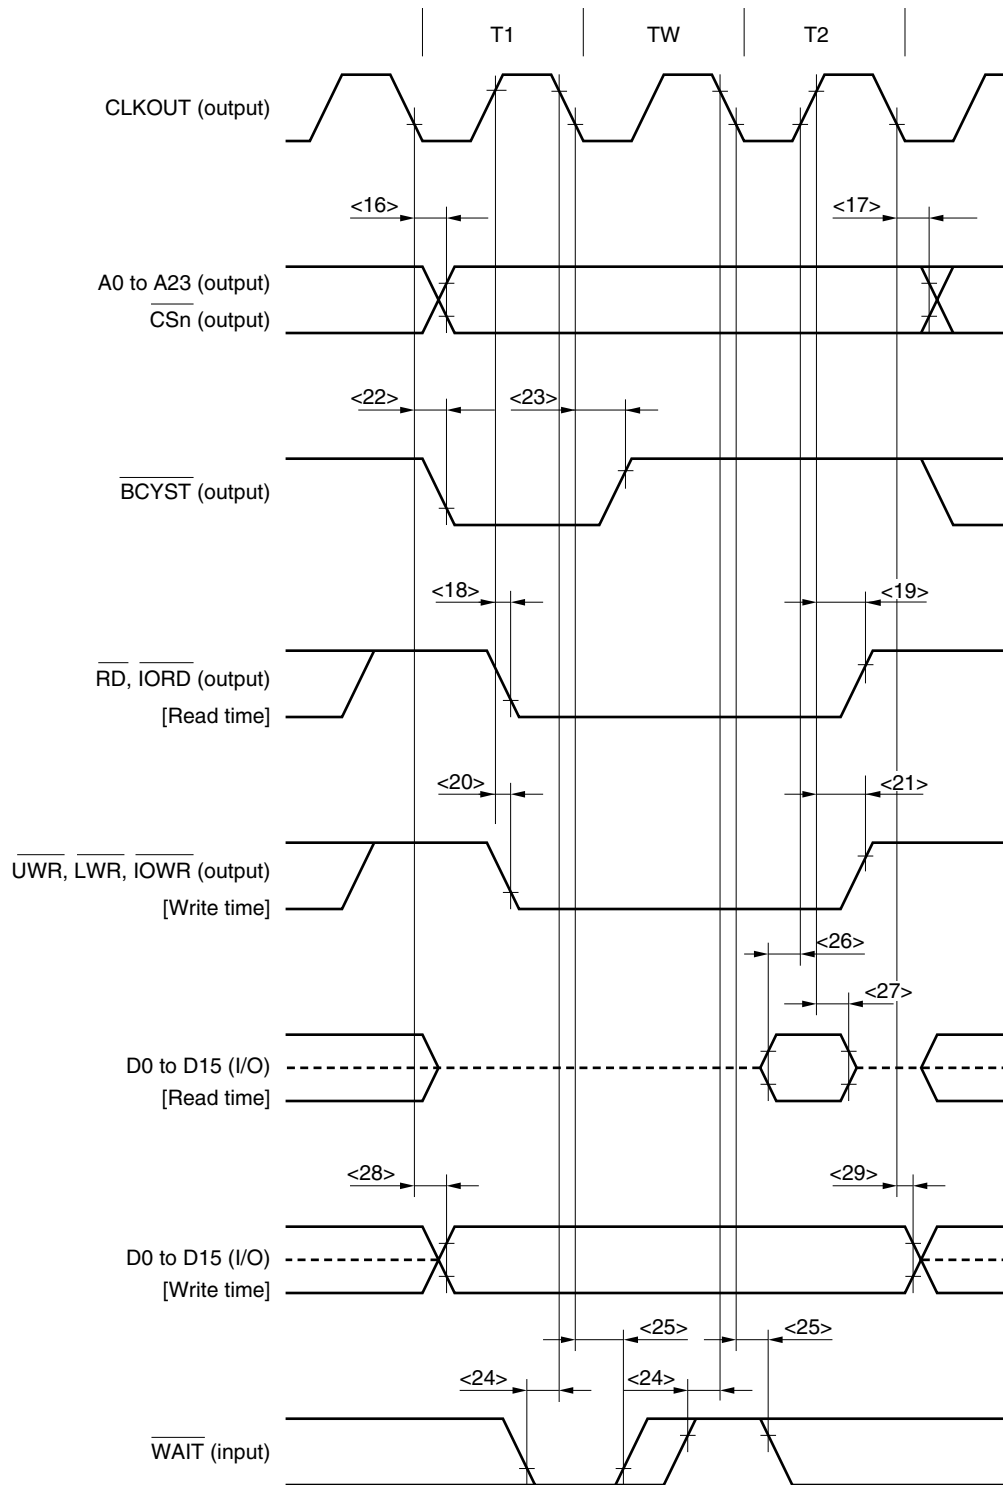 T1 TW T2
CLKOUT (output)
<16> <17>
A0 to A23 (output)
CSn (output)
<22> <23>
BCYST (output)
<18> <19>
RD, IORD (output)
[Read time]
<20> <21>
UWR, LWR, IOWR (output)
[Write time]
<26>
<27>
D0 to D15 (I/O)
[Read time]
<28> <29>
D0 to D15 (I/O)
[Write time]
<25> <25>
<24> <24>
WAIT (input)